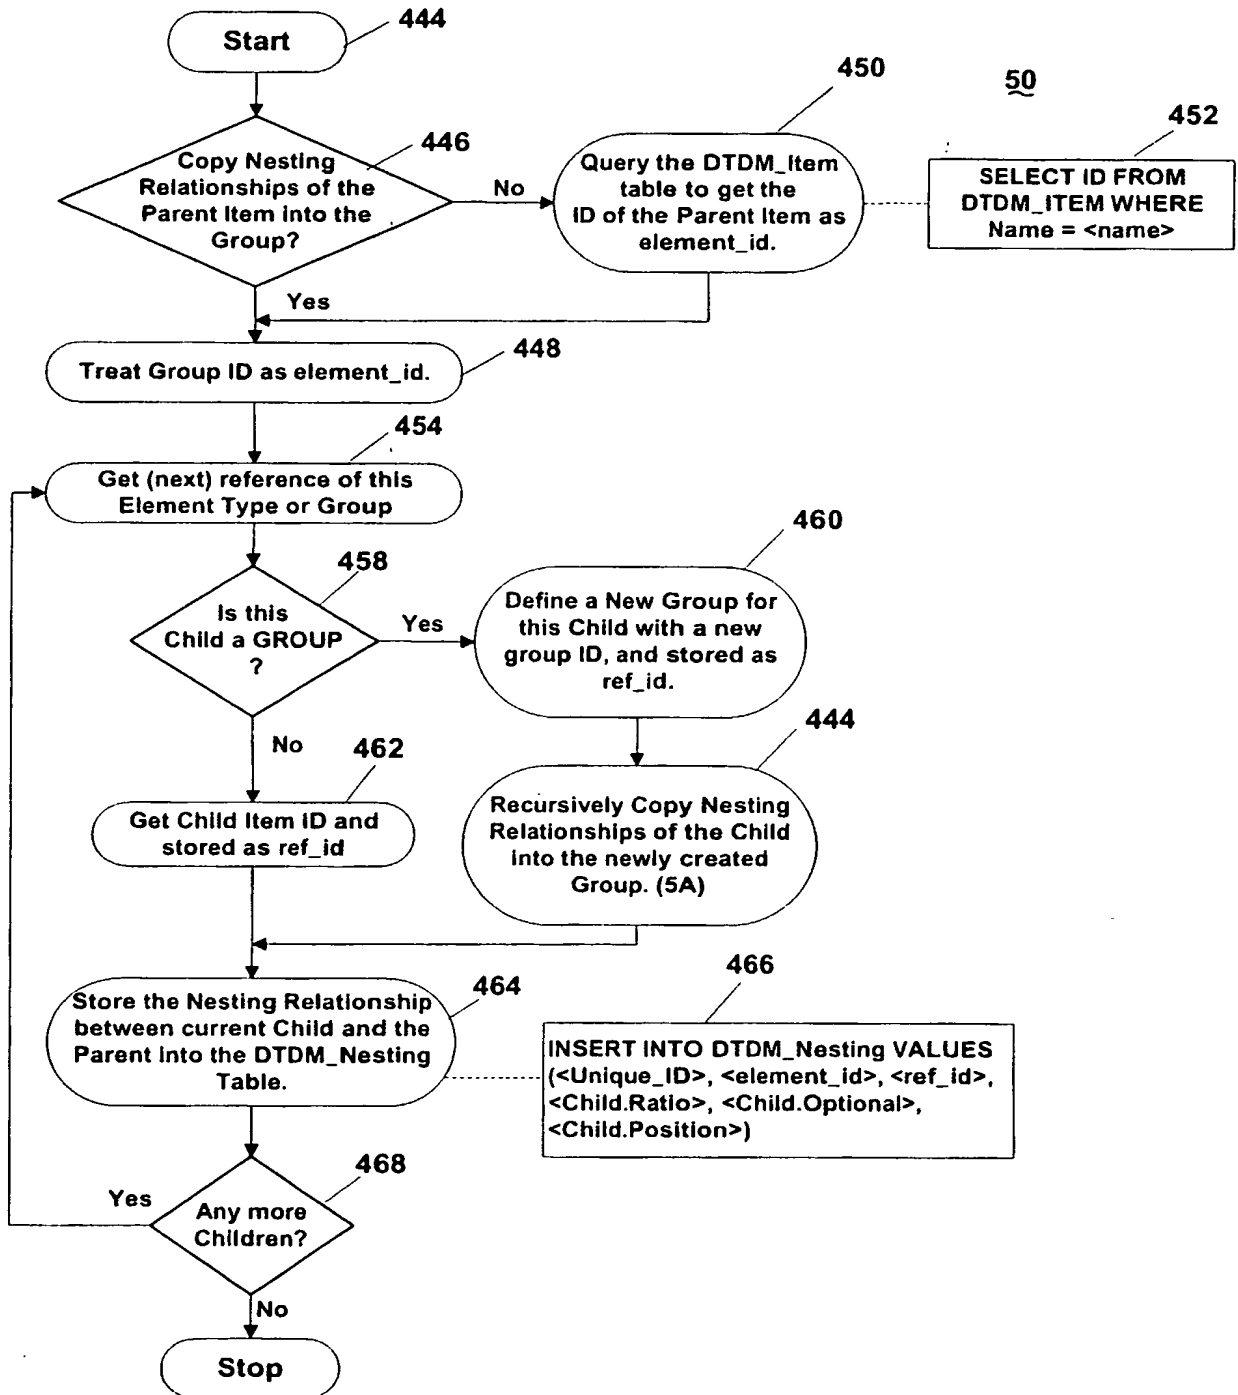 Start
444
Copy Nesting
Relationships of the
Parent Item into the
Group?
446
No
Query the DTDM_Item
table to get the
ID of the Parent Item as
element_id.
450
50
452
SELECT ID FROM
DTDM_ITEM WHERE
Name = <name>
Yes
Treat Group ID as element_id.
448
454
Get (next) reference of this
Element Type or Group
458
Is this
Child a GROUP
?
Yes
460
Define a New Group for
this Child with a new
group ID, and stored as
ref_id.
No
462
Get Child Item ID and
stored as ref_id
444
Recursively Copy Nesting
Relationships of the Child
into the newly created
Group. (5A)
Store the Nesting Relationship
between current Child and the
Parent into the DTDM_Nesting
Table.
464
466
INSERT INTO DTDM_Nesting VALUES
(<Unique_ID>, <element_id>, <ref_id>,
<Child.Ratio>, <Child.Optional>,
<Child.Position>)
468
Yes
Any more
Children?
No
Stop